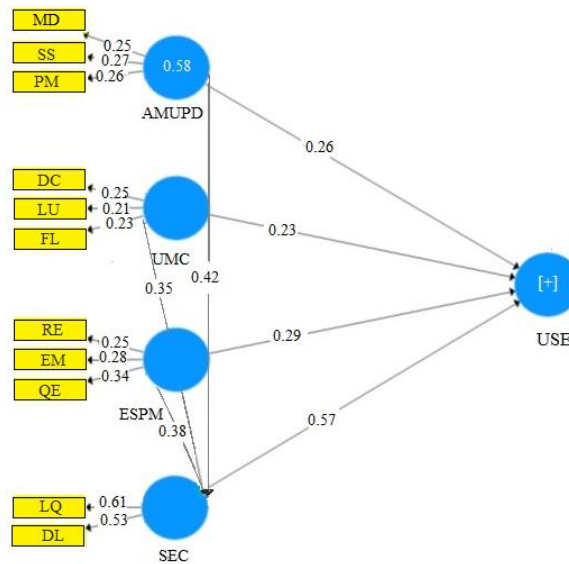 MD
0.25
SS
0.27
PM
0.26
0.58
AMUPD
0.26
DC
0.25
LU
0.21
FL
0.23
UMC
0.23
0.35
0.42
[+]
USE
RE
0.25
EM
0.28
QE
0.34
ESPM
0.29
0.38
0.57
LQ
0.61
DL
0.53
SEC